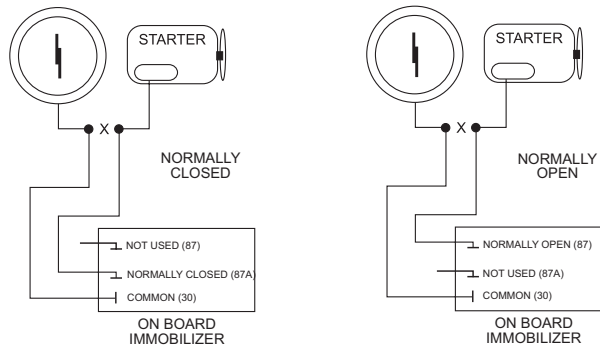 STARTER
X
NORMALLY
CLOSED
NOT USED (87)
NORMALLY CLOSED (87A)
COMMON (30)
ON BOARD
IMMOBILIZER
STARTER
X
NORMALLY
OPEN
NORMALLY OPEN (87)
NOT USED (87A)
COMMON (30)
ON BOARD
IMMOBILIZER